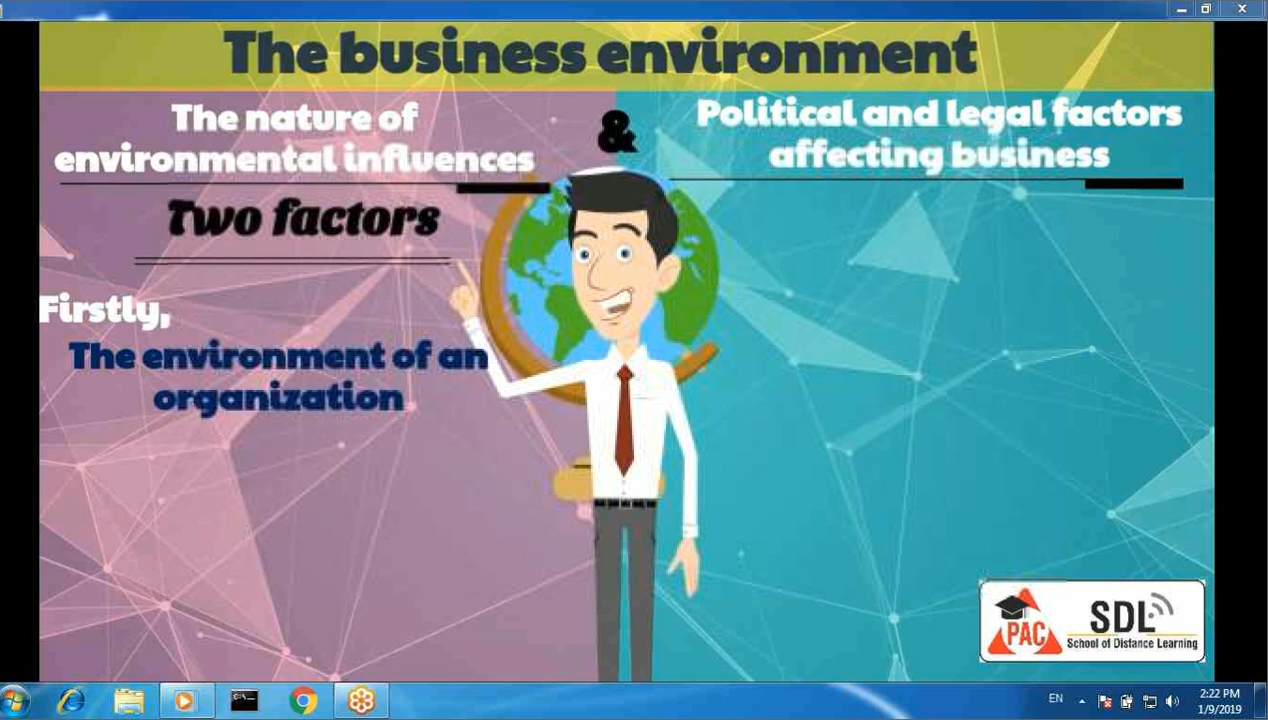 The business environment
The nature of
environmental influences
&
Political and legal factors
affecting business
Two factors
Firstly,
The environment of an
organization
PAC
SDL
School of Distance Learning
EN
2:22 PM
1/9/2019